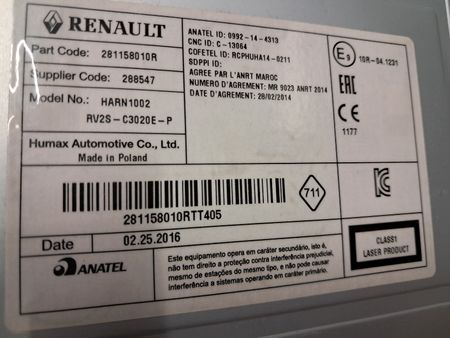 RENAULT
Part Code: 281158010R
Supplier Code: 288547
Model No.: HARN1002
RV2S-C3020E-P
Humax Automotive Co., Ltd.
Made in Poland
ANATEL ID: 0992-14-4313
CNC ID: C-13064
COFETEL ID: RCPHUHA14-0211
SDPPI ID:
AGREE PAR L'ANRT MAROC
NUMERO D'AGREMENT: MR 9023 ANRT 2014
DATE D'AGREMENT: 28/02/2014
E9
10R-04.1231
EAC
CE
1177
281158010RTT405
711
Date 02.25.2016
ANATEL
Este equipamento opera em caráter secundário, isto é,
não tem direito a proteção contra interferência prejudicial,
mesmo de estações do mesmo tipo, e não pode causar
interferência a sistemas operando em caráter primário.
CLASS1
LASER PRODUCT